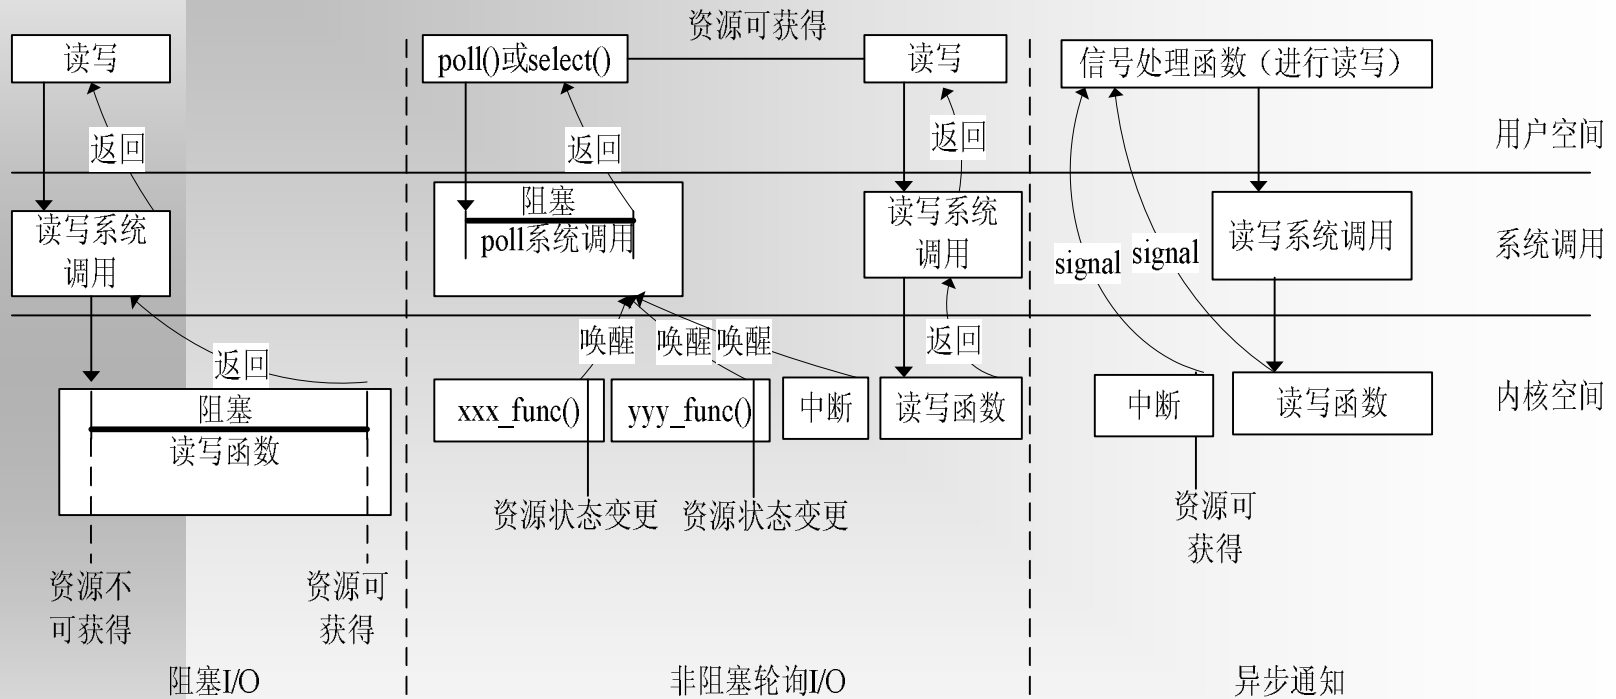 资源可获得
读写
poll()或select()
读写
信号处理函数（进行读写）
返回
返回
返回
用户空间
读写系统
调用
阻塞
poll系统调用
读写系统
调用
signal
signal
读写系统调用
系统调用
返回
唤醒
唤醒
唤醒
返回
阻塞
读写函数
xxx_func()
yyy_func()
中断
读写函数
中断
读写函数
内核空间
资源状态变更
资源状态变更
资源可
获得
资源不
可获得
资源可
获得
阻塞I/O
非阻塞轮询I/O
异步通知